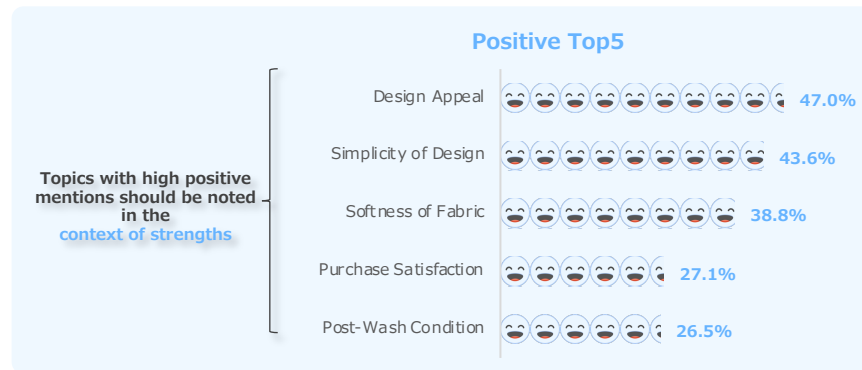 Positive Top5
Topics with high positive
mentions should be noted
in the
context of strengths
Design Appeal
47.0%
Simplicity of Design
43.6%
Softness of Fabric
38.8%
Purchase Satisfaction
27.1%
Post-Wash Condition
26.5%